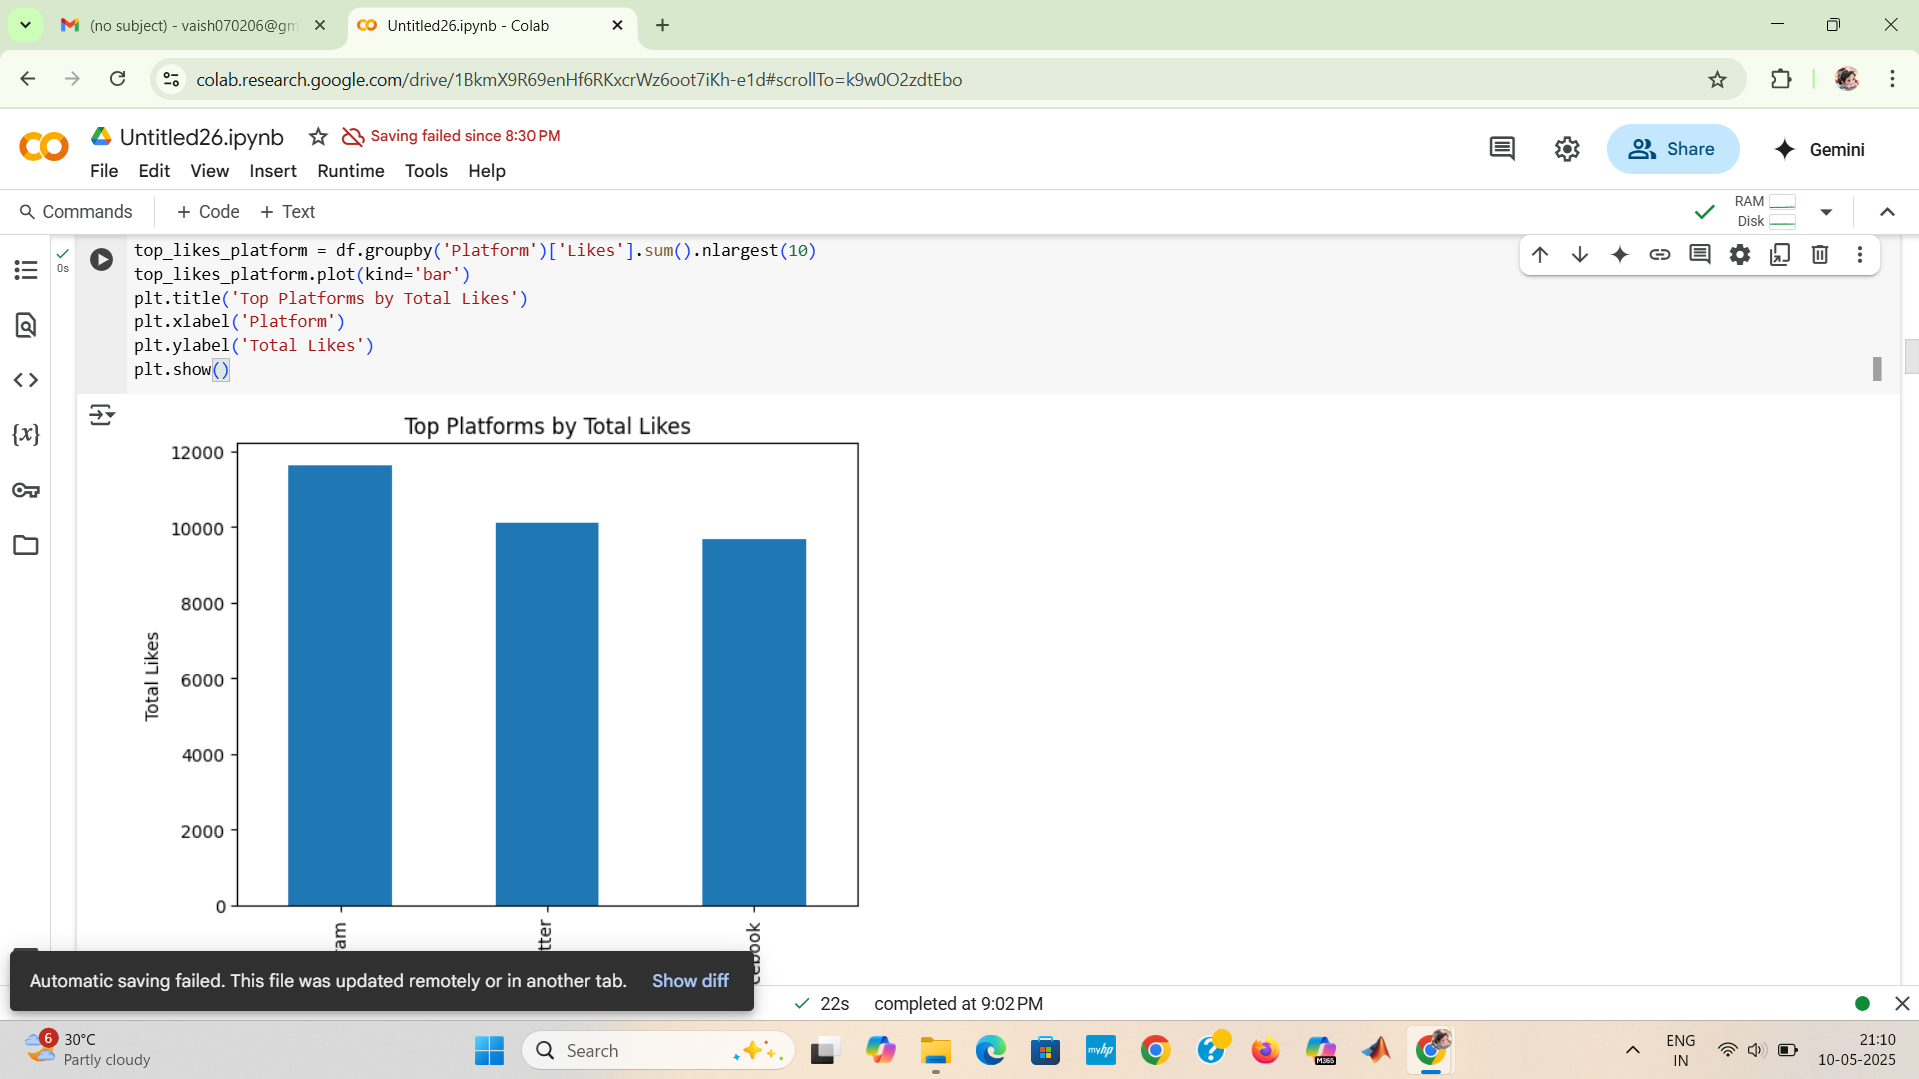 (no subject) - vaish070206@gm
Untitled26.ipynb - Colab
colab.research.google.com/drive/1BkmX9R69enHf6RKxcrWz6oot7iKh-e1d#scrollTo=k9w0O2zdtEbo
Untitled26.ipynb
Saving failed since 8:30 PM
File Edit View Insert Runtime Tools Help
Share
Gemini
Commands + Code + Text
RAM
Disk
0s
top_likes_platform = df.groupby('Platform')['Likes'].sum().nlargest(10)
top_likes_platform.plot(kind='bar')
plt.title('Top Platforms by Total Likes')
plt.xlabel('Platform')
plt.ylabel('Total Likes')
plt.show()
{x}
Top Platforms by Total Likes
12000
10000
8000
6000
4000
2000
0
Total Likes
ram
tter
cebook
Automatic saving failed. This file was updated remotely or in another tab. Show diff
22s completed at 9:02 PM
6
30°C
Partly cloudy
Search
myhp
M365
ENG
IN
21:10
10-05-2025